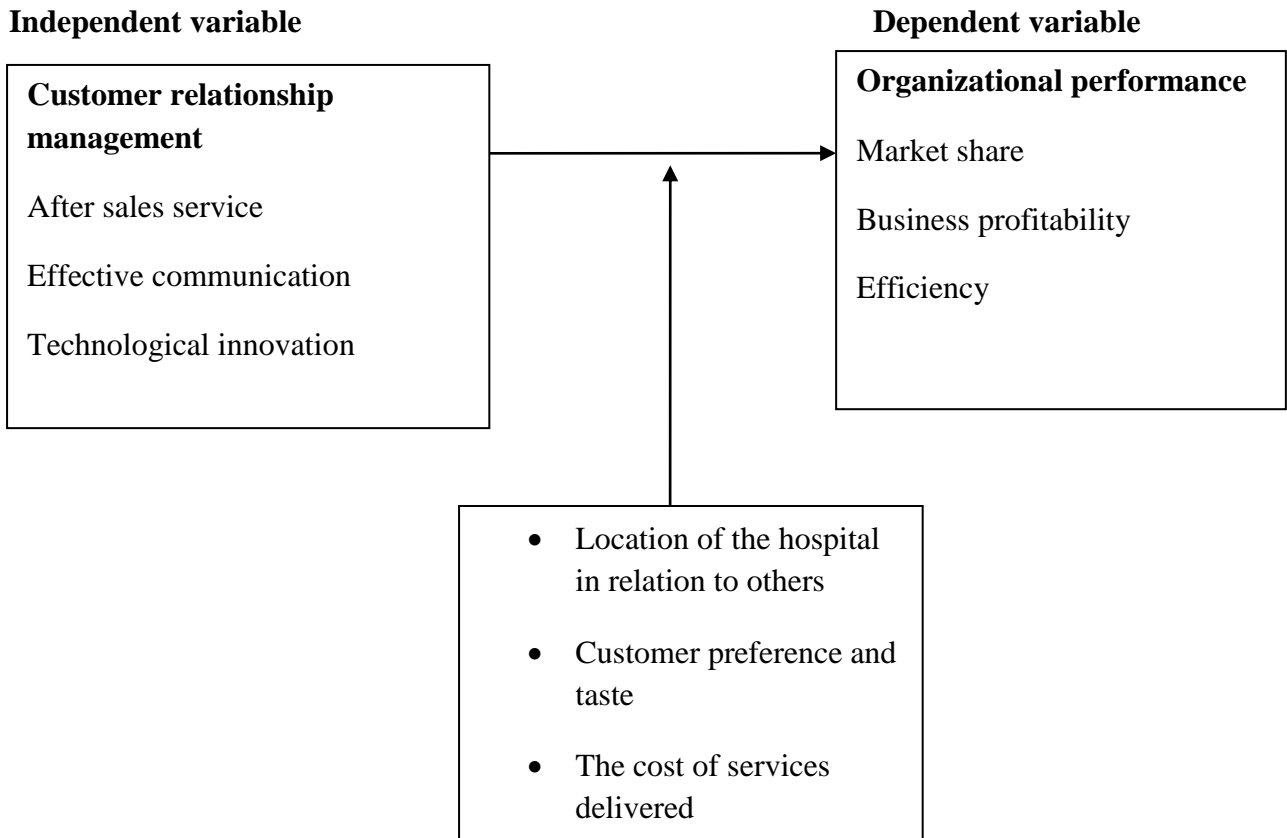 Independent variable
Dependent variable
Customer relationship
management
After sales service
Effective communication
Technological innovation
Organizational performance
Market share
Business profitability
Efficiency
• Location of the hospital
in relation to others
• Customer preference and
taste
• The cost of services
delivered